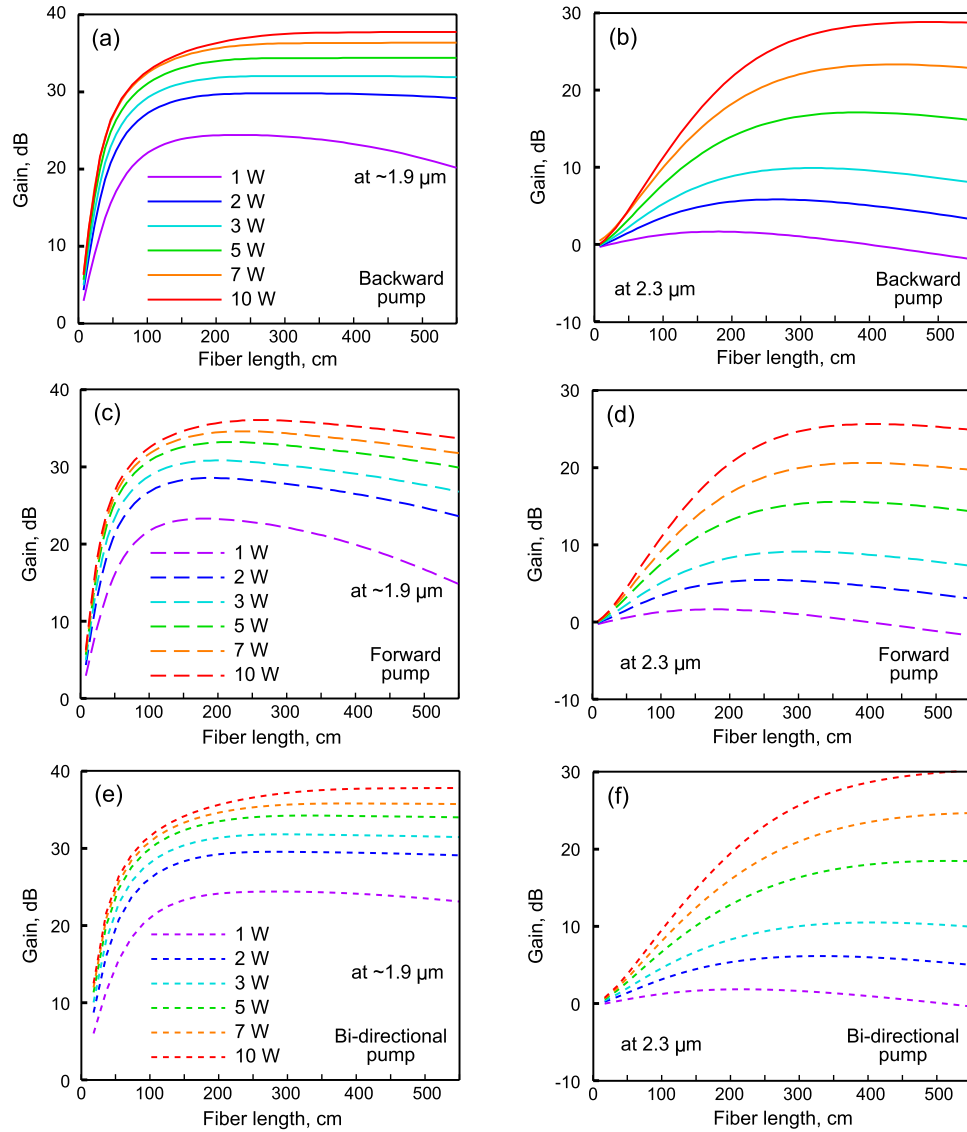 (a)
Gain, dB
40
30
20
10
0
at ~1.9 µm
1 W
2 W
3 W
5 W
7 W
10 W
Backward
pump
0 100 200 300 400 500
Fiber length, cm
(b)
Gain, dB
30
20
10
0
-10
at 2.3 µm
Backward
pump
0 100 200 300 400 500
Fiber length, cm
(c)
Gain, dB
40
30
20
10
0
1 W
2 W
3 W
5 W
7 W
10 W
at ~1.9 µm
Forward
pump
0 100 200 300 400 500
Fiber length, cm
(d)
Gain, dB
30
20
10
0
-10
at 2.3 µm
Forward
pump
0 100 200 300 400 500
Fiber length, cm
(e)
Gain, dB
40
30
20
10
0
1 W
2 W
3 W
5 W
7 W
10 W
at ~1.9 µm
Bi-directional
pump
0 100 200 300 400 500
Fiber length, cm
(f)
Gain, dB
30
20
10
0
-10
at 2.3 µm
Bi-directional
pump
0 100 200 300 400 500
Fiber length, cm